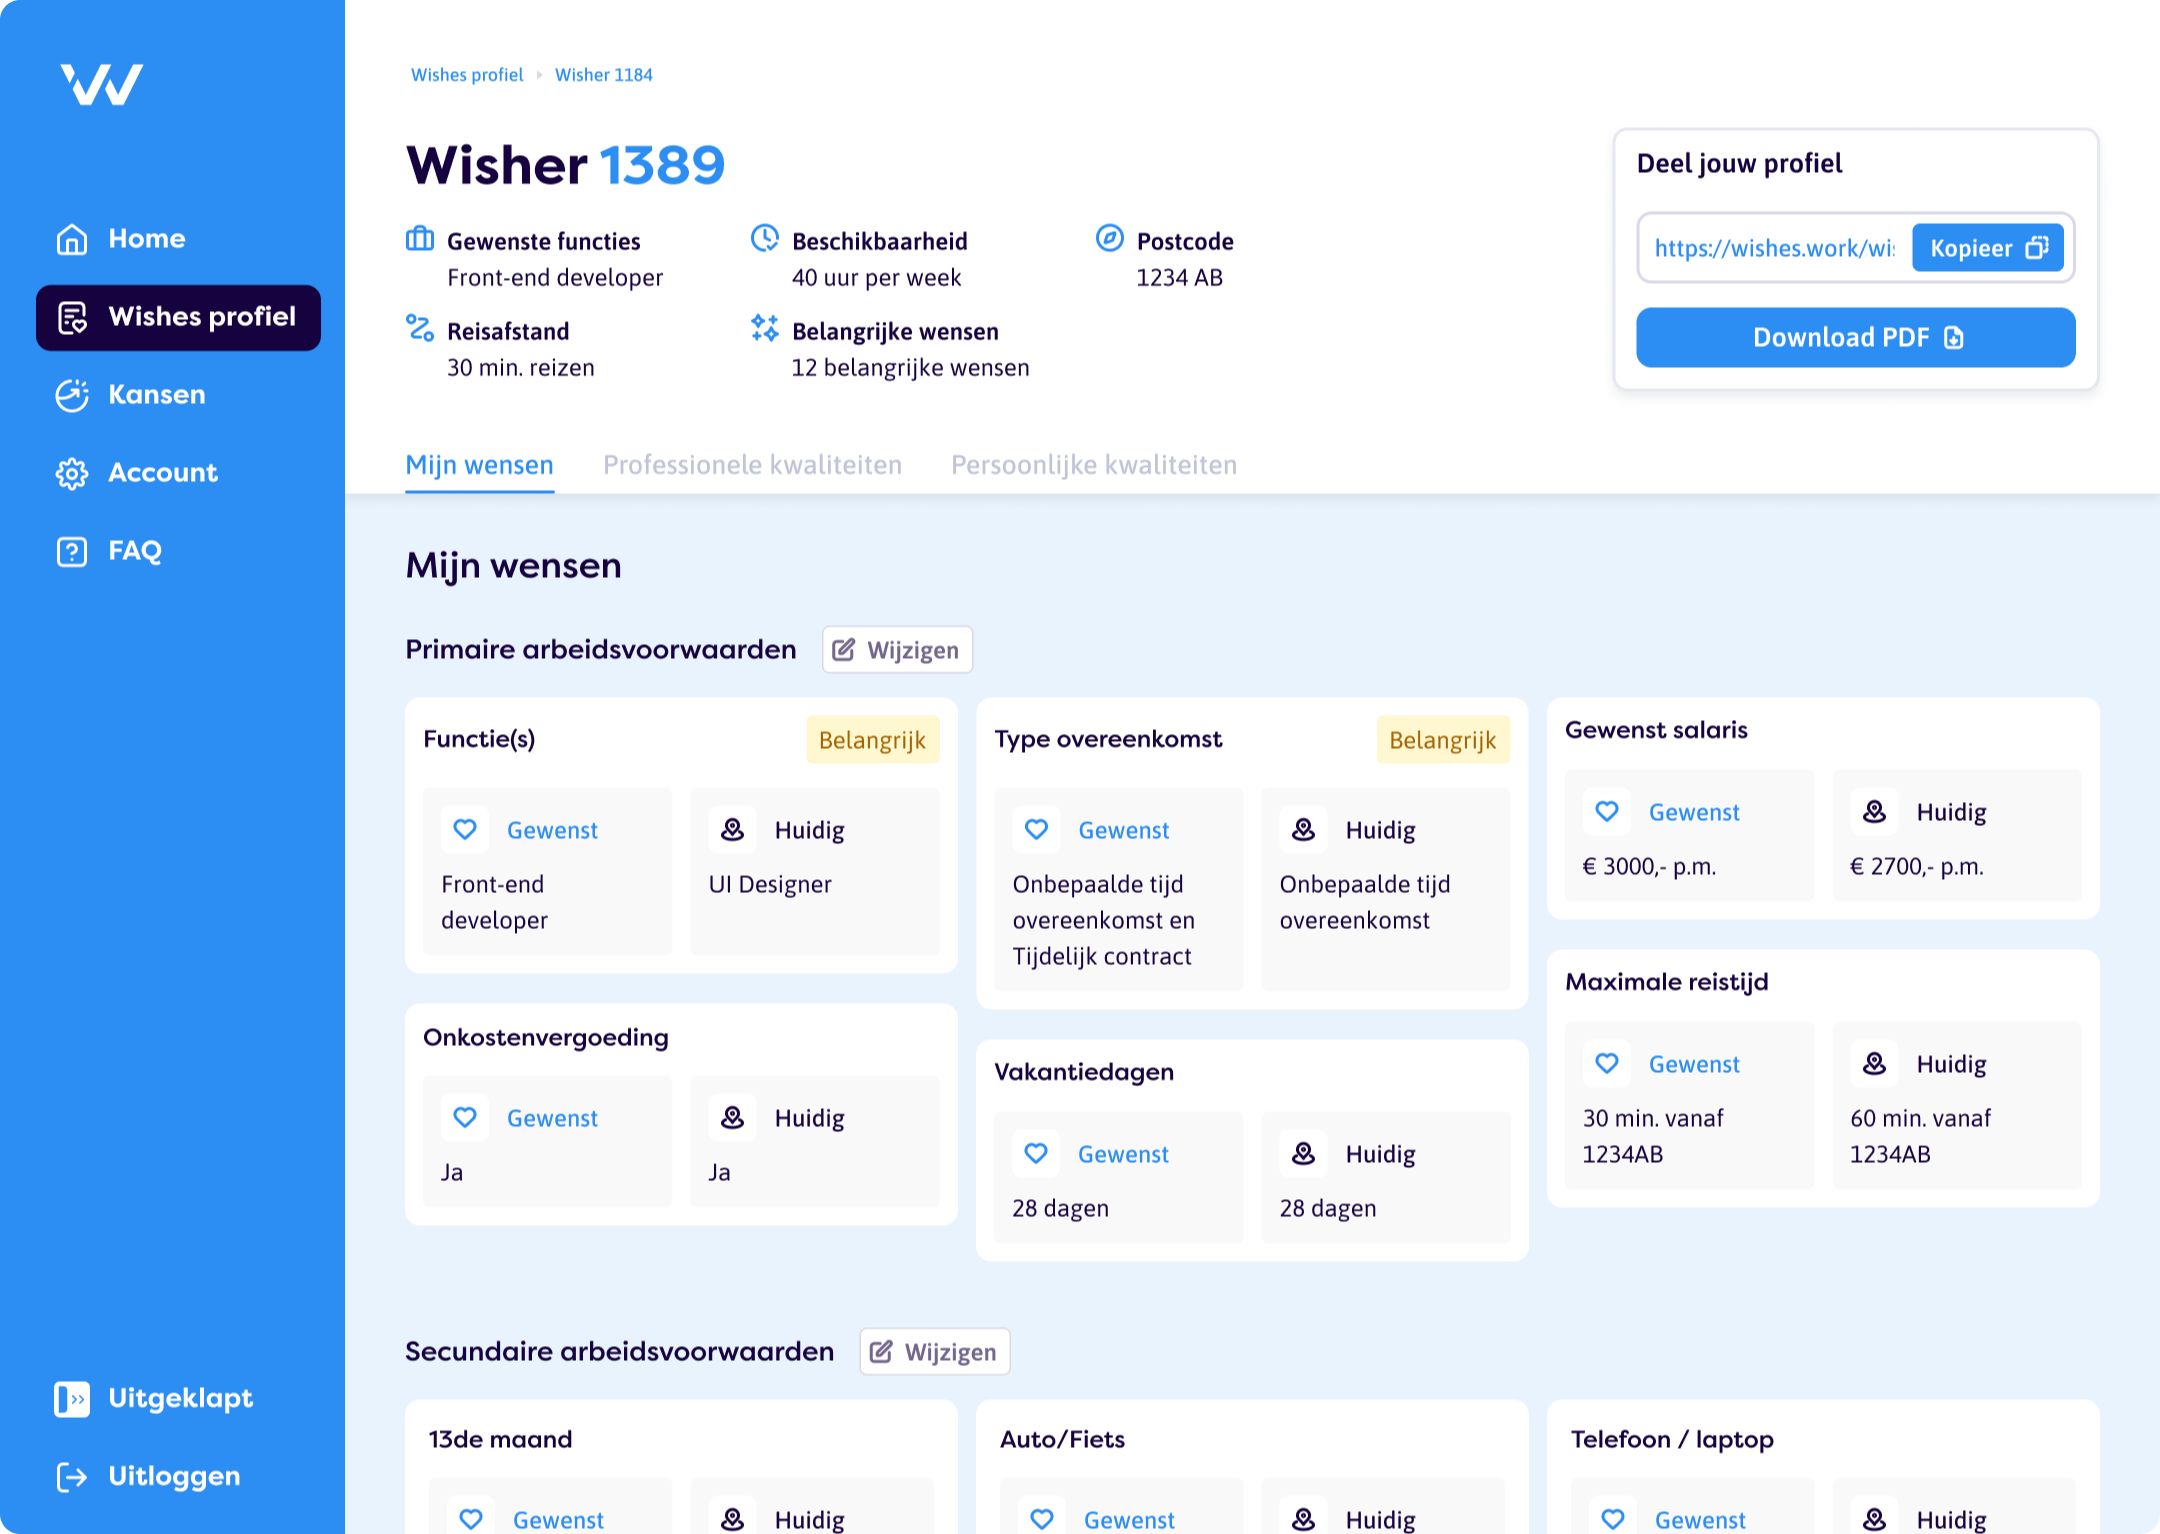 Home
Wishes profiel
Kansen
Account
FAQ
Uitgeklapt
Uitloggen
Wishes profiel
Wisher 1184
Wisher 1389
Gewenste functies
Front-end developer
Beschikbaarheid
40 uur per week
Postcode
1234 AB
Reisafstand
30 min. reizen
Belangrijke wensen
12 belangrijke wensen
Deel jouw profiel
https://wishes.work/wi
Kopieer
Download PDF
Mijn wensen
Professionele kwaliteiten
Persoonlijke kwaliteiten
Mijn wensen
Primaire arbeidsvoorwaarden
Wijzigen
Functie(s)
Belangrijk
Gewenst
Front-end
developer
Huidig
UI Designer
Type overeenkomst
Belangrijk
Gewenst
Onbepaalde tijd
overeenkomst en
Tijdelijk contract
Huidig
Onbepaalde tijd
overeenkomst
Gewenst salaris
Gewenst
€ 3000,- p.m.
Huidig
€ 2700,- p.m.
Onkostenvergoeding
Gewenst
Ja
Huidig
Ja
Vakantiedagen
Gewenst
28 dagen
Huidig
28 dagen
Maximale reistijd
Gewenst
30 min. vanaf
1234AB
Huidig
60 min. vanaf
1234AB
Secundaire arbeidsvoorwaarden
Wijzigen
13de maand
Gewenst
Huidig
Auto/Fiets
Gewenst
Huidig
Telefoon / laptop
Gewenst
Huidig